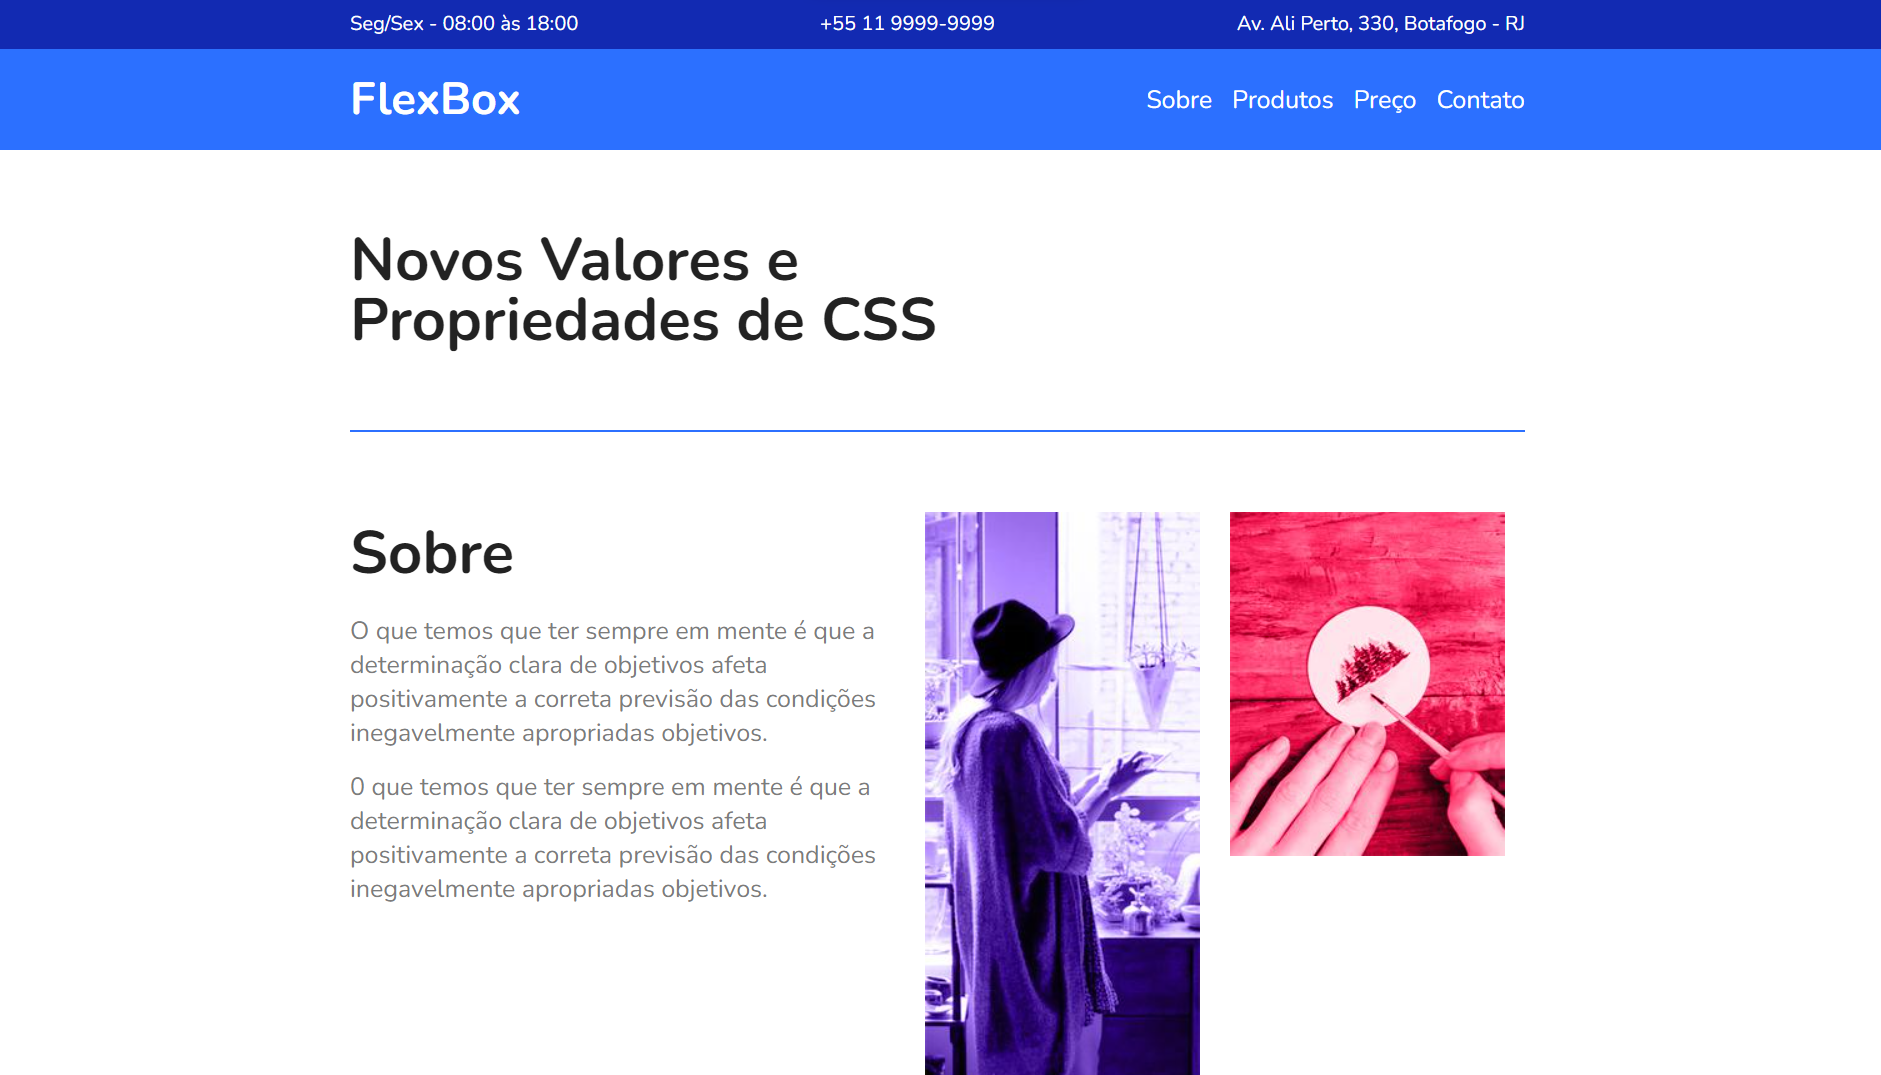 Seg/Sex - 08:00 às 18:00
+55 11 9999-9999
Av. Ali Perto, 330, Botafogo - RJ
FlexBox
Sobre
Produtos
Preço
Contato
Novos Valores e
Propriedades de CSS
Sobre
O que temos que ter sempre em mente é que a
determinação clara de objetivos afeta
positivamente a correta previsão das condições
inegavelmente apropriadas objetivos.
0 que temos que ter sempre em mente é que a
determinação clara de objetivos afeta
positivamente a correta previsão das condições
inegavelmente apropriadas objetivos.